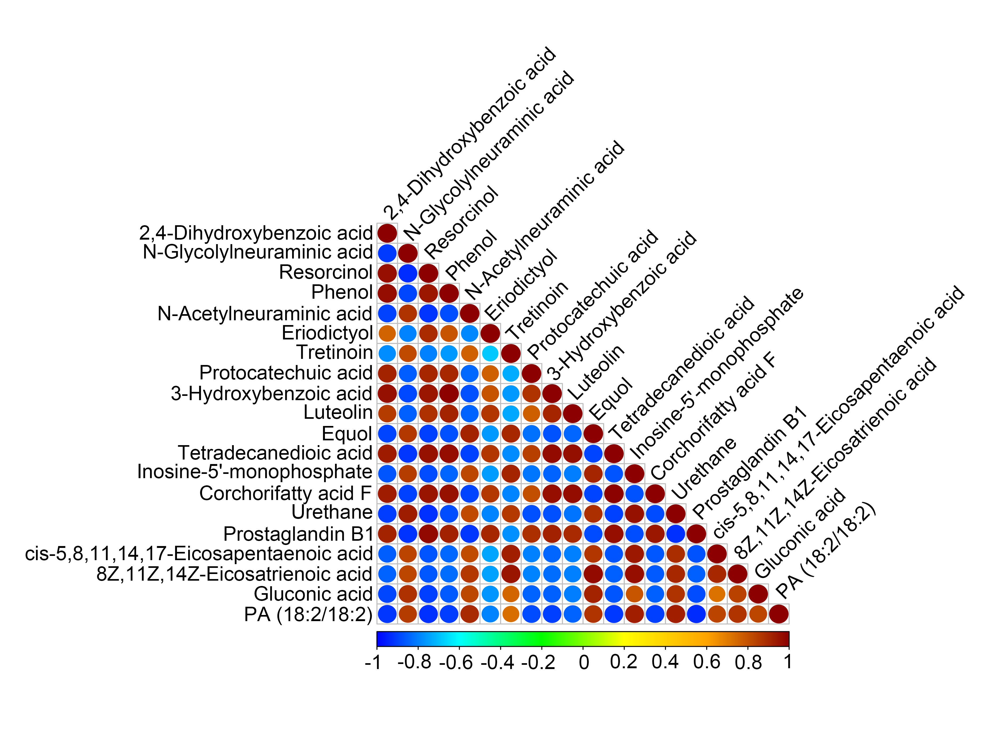 2,4-Dihydroxybenzoic acid
N-Glycolylneuraminic acid
Resorcinol
Phenol
N-Acetylneuraminic acid
Eriodictyol
Tretinoin
Protocatechuic acid
3-Hydroxybenzoic acid
Luteolin
Equol
Tetradecanedioic acid
Inosine-5'-monophosphate
Corchorifatty acid F
Urethane
Prostaglandin B1
cis-5,8,11,14,17-Eicosapentaenoic acid
8Z,11Z,14Z-Eicosatrienoic acid
Gluconic acid
PA (18:2/18:2)
2,4-Dihydroxybenzoic acid
N-Glycolylneuraminic acid
Resorcinol
Phenol
N-Acetylneuraminic acid
Eriodictyol
Tretinoin
Protocatechuic acid
3-Hydroxybenzoic acid
Luteolin
Equol
Tetradecanedioic acid
Inosine-5'-monophosphate
Corchorifatty acid F
Urethane
Prostaglandin B1
cis-5,8,11,14,17-Eicosapentaenoic acid
8Z,11Z,14Z-Eicosatrienoic acid
Gluconic acid
PA (18:2/18:2)
-1 -0.8 -0.6 -0.4 -0.2 0 0.2 0.4 0.6 0.8 1